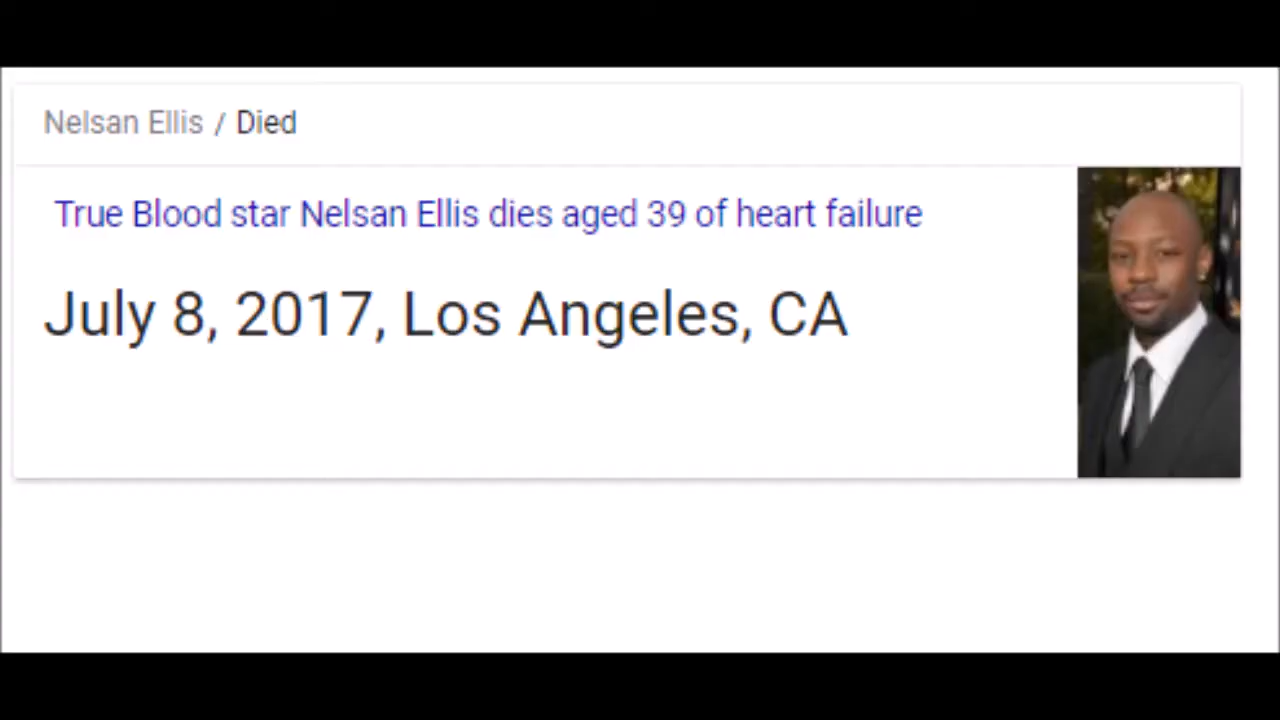 Nelsan Ellis / Died
True Blood star Nelsan Ellis dies aged 39 of heart failure
July 8, 2017, Los Angeles, CA